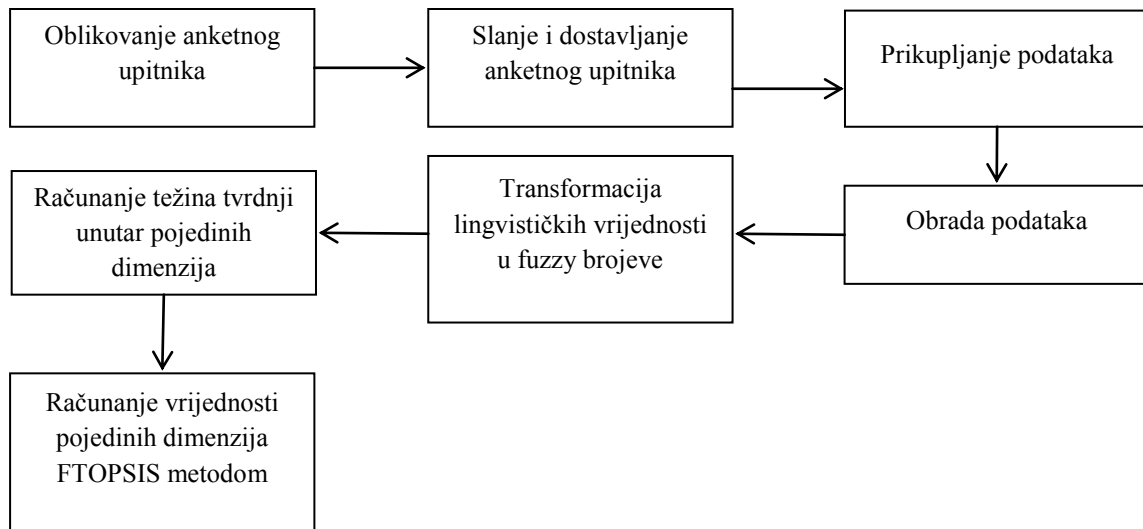 Oblikovanje anketnog
upitnika
Slanje i dostavljanje
anketnog upitnika
Prikupljanje podataka
Obrada podataka
Transformacija
lingvističkih vrijednosti
u fuzzy brojeve
Računanje težina tvrdnji
unutar pojedinih
dimenzija
Računanje vrijednosti
pojedinih dimenzija
FTOPSIS metodom